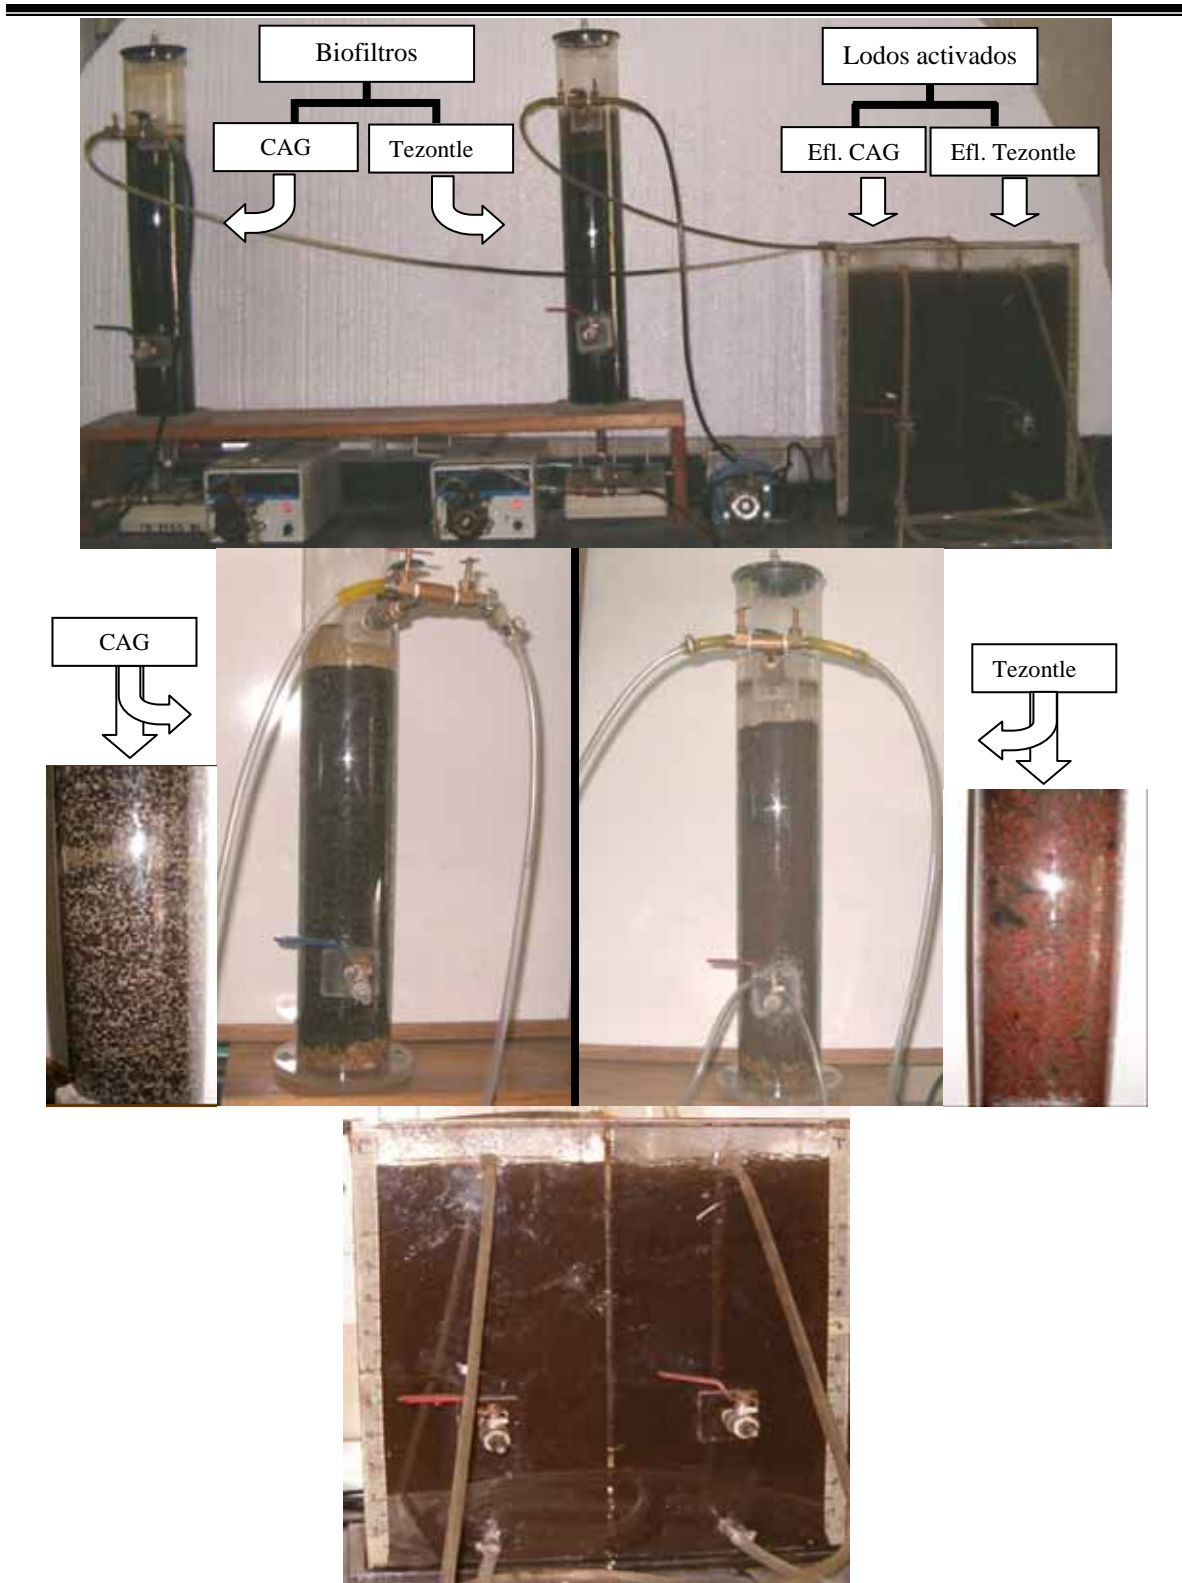 Biofiltros
Lodos activados
CAG
Tezontle
Efl. CAG
Efl. Tezontle
CAG
Tezontle